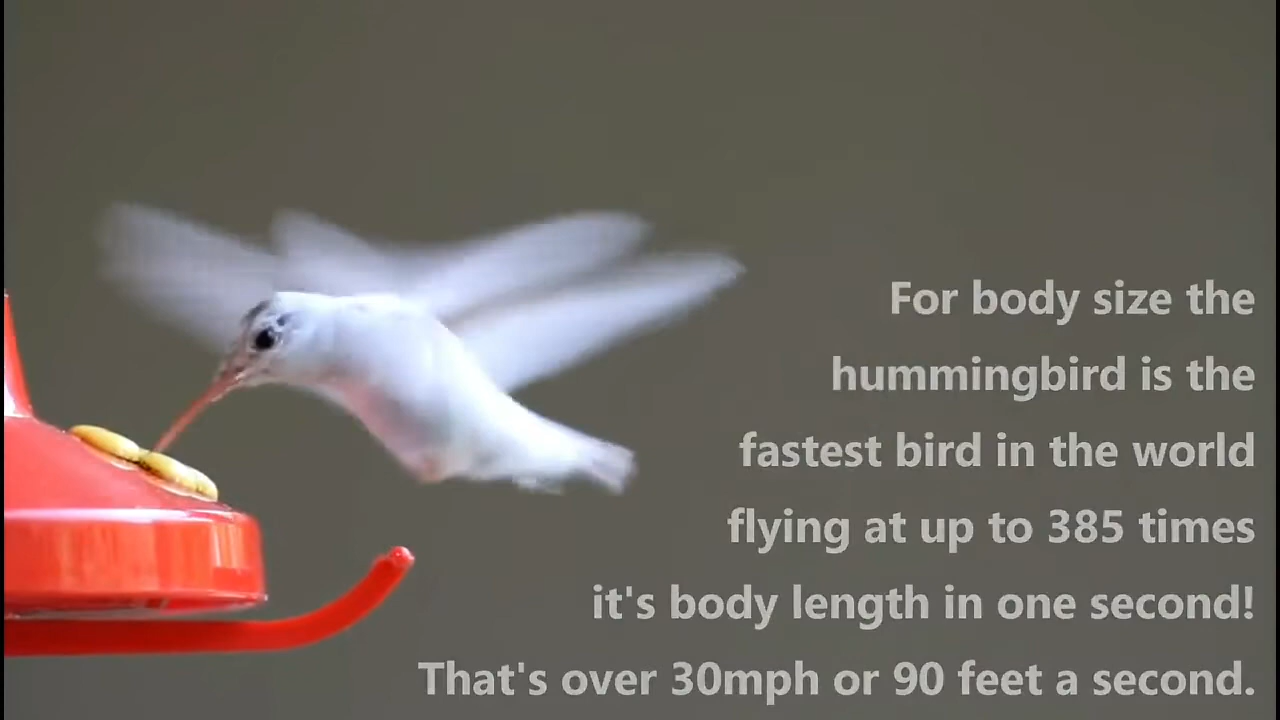 For body size the
hummingbird is the
fastest bird in the world
flying at up to 385 times
it's body length in one second!
That's over 30mph or 90 feet a second.